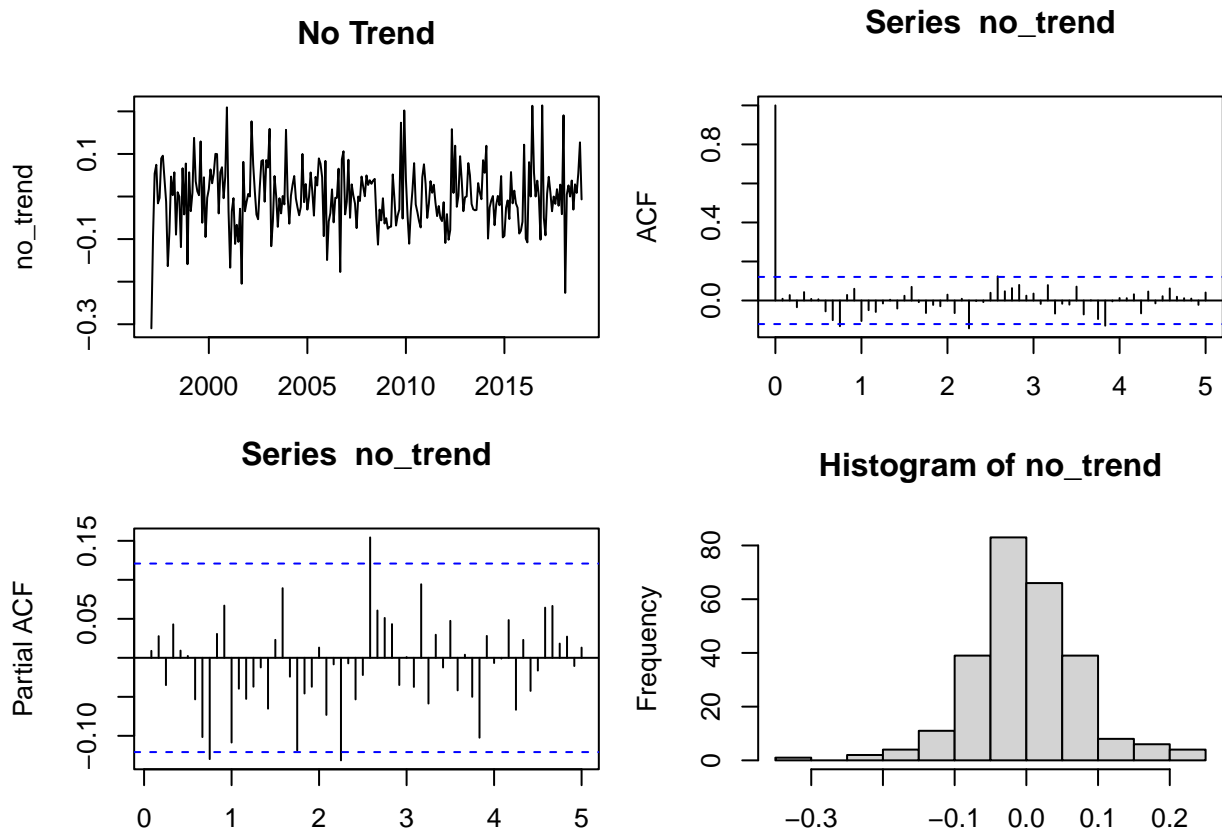 No Trend
no_trend
0.1
−0.1
−0.3
2000 2005 2010 2015
Series no_trend
ACF
0.8
0.4
0.0
0 1 2 3 4 5
Series no_trend
Partial ACF
0.15
0.05
−0.10
0 1 2 3 4 5
Histogram of no_trend
Frequency
80
60
40
20
0
−0.3 −0.1 0.0 0.1 0.2